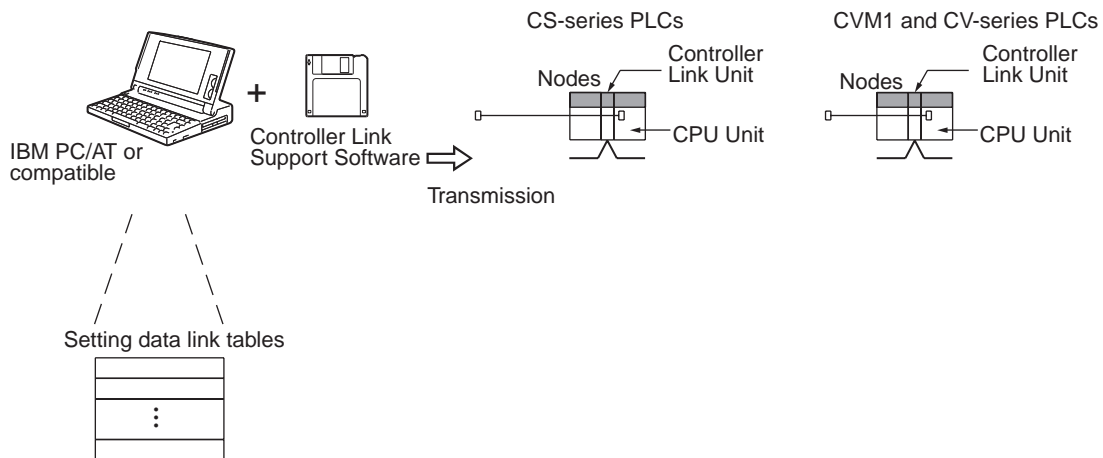 CS-series PLCs
CVM1 and CV-series PLCs
Controller
Link Unit
Nodes
CPU Unit
Controller
Link Unit
Nodes
CPU Unit
+
IBM PC/AT or
compatible
Controller Link
Support Software
Transmission
Setting data link tables